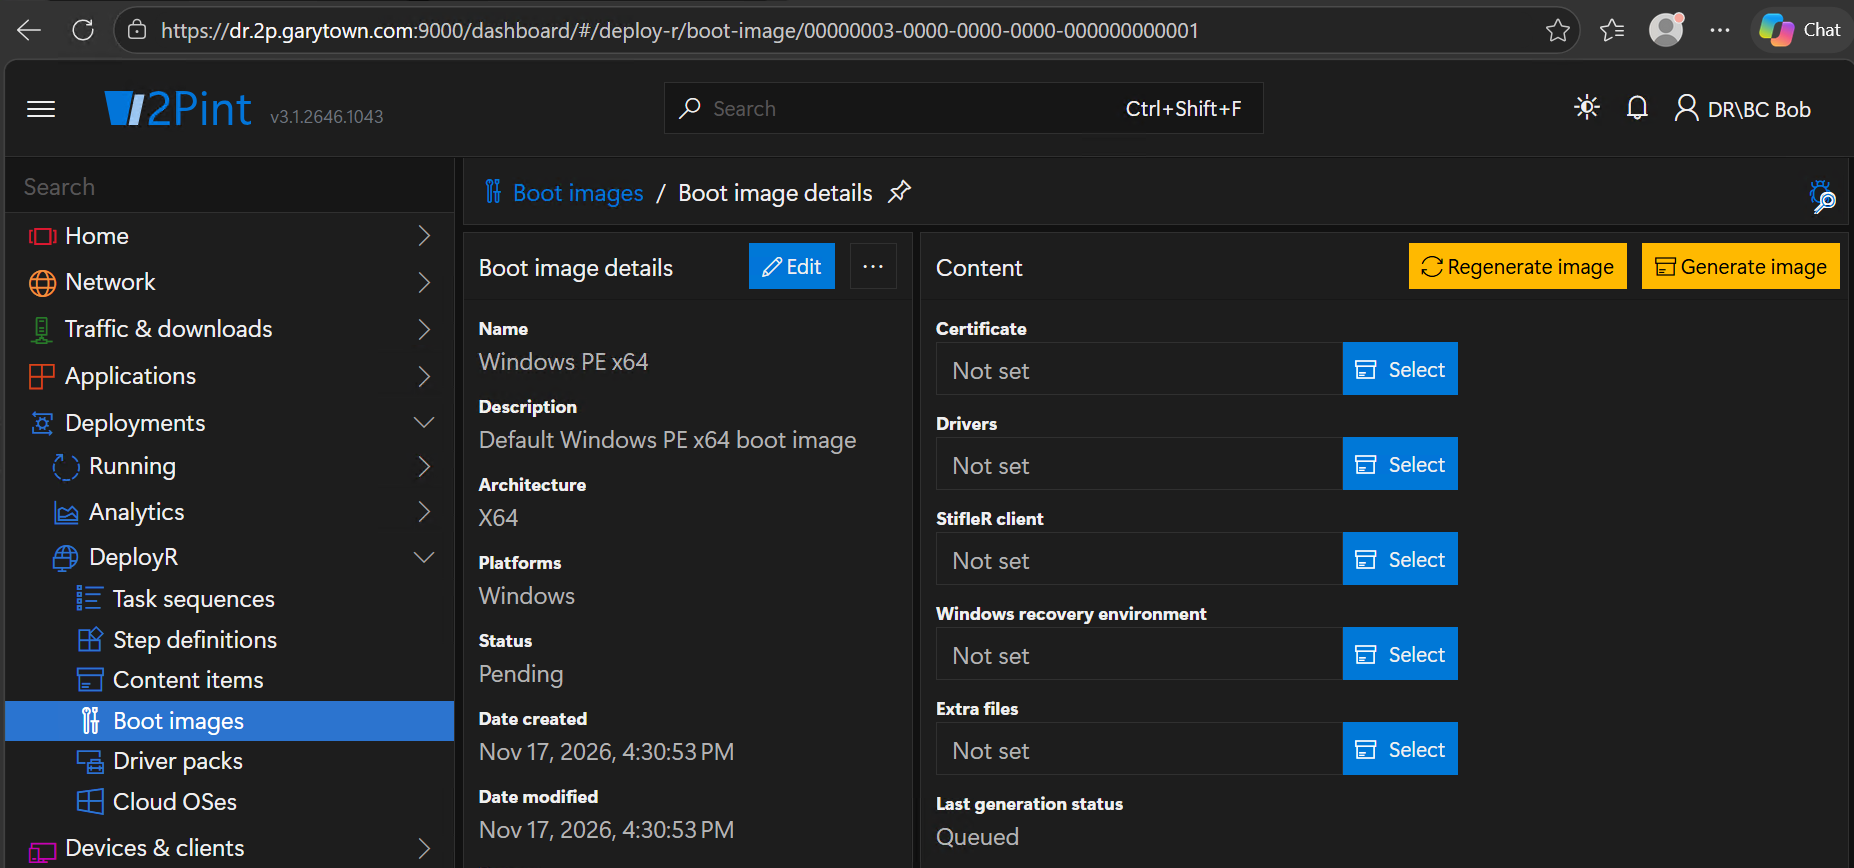 https://dr.2p.garytown.com:9000/dashboard/#/deploy-r/boot-image/00000003-0000-0000-0000-000000000001
Chat
2Pint v3.1.2646.1043
Search Ctrl+Shift+F
DR\BC Bob
Search
Home
Network
Traffic & downloads
Applications
Deployments
Running
Analytics
DeployR
Task sequences
Step definitions
Content items
Boot images
Driver packs
Cloud OSes
Devices & clients
Boot images / Boot image details
Boot image details
Edit
Name
Windows PE x64
Description
Default Windows PE x64 boot image
Architecture
X64
Platforms
Windows
Status
Pending
Date created
Nov 17, 2026, 4:30:53 PM
Date modified
Nov 17, 2026, 4:30:53 PM
Content
Regenerate image
Generate image
Certificate
Not set Select
Drivers
Not set Select
StifleR client
Not set Select
Windows recovery environment
Not set Select
Extra files
Not set Select
Last generation status
Queued